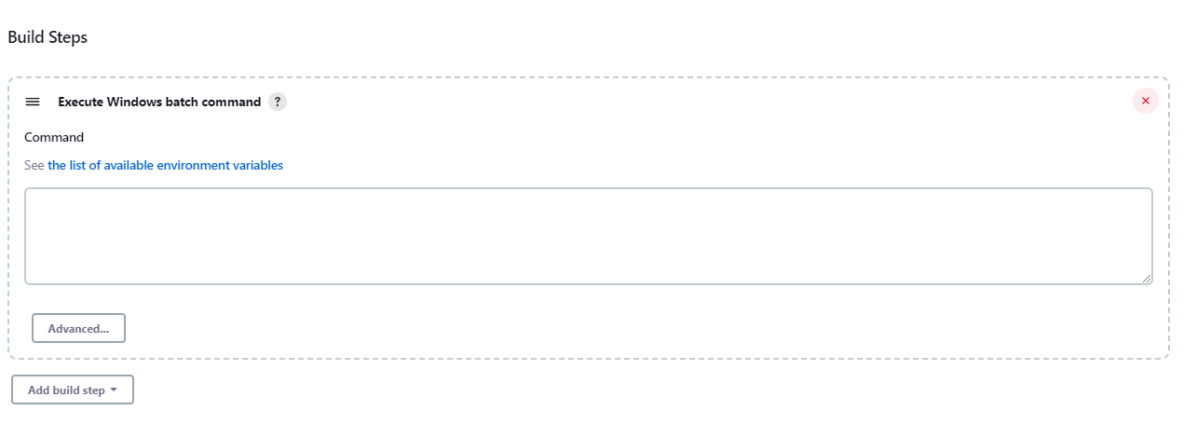 Build Steps
Execute Windows batch command ?
Command
See the list of available environment variables
Advanced...
Add build step